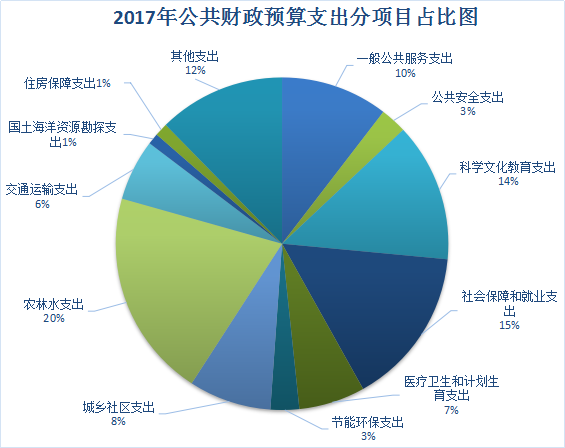 2017年公共财政预算支出分项目占比图
一般公共服务支出
10%
公共安全支出
3%
科学文化教育支出
14%
社会保障和就业支
出
15%
医疗卫生和计划生
育支出
7%
节能环保支出
3%
城乡社区支出
8%
农林水支出
20%
交通运输支出
6%
国土海洋资源勘探支
出1%
住房保障支出1%
其他支出
12%